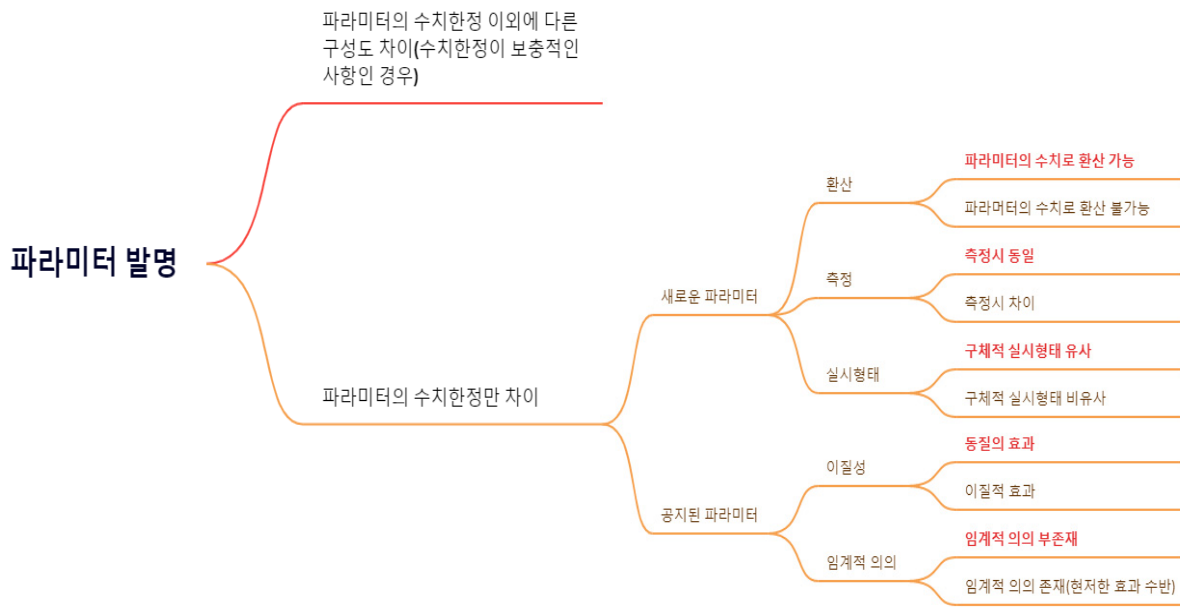 파라미터의 수치한정 이외에 다른
구성도 차이(수치한정이 보충적인
사항인 경우)
파라미터의 수치로 환산 가능
환산
파라머터의 수치로 환산 불가능
파라미터 발명
측정시 동일
측정
새로운 파라미터
측정시 차이
구체적 실시형태 유사
실시형태
파라미터의 수치한정만 차이
구체적 실시형태 비유사
동질의 효과
이질성
이질적 효과
공지된 파라미터
임계적 의의 부존재
임계적 의의
임계적 의의 존재(현저한 효과 수반)